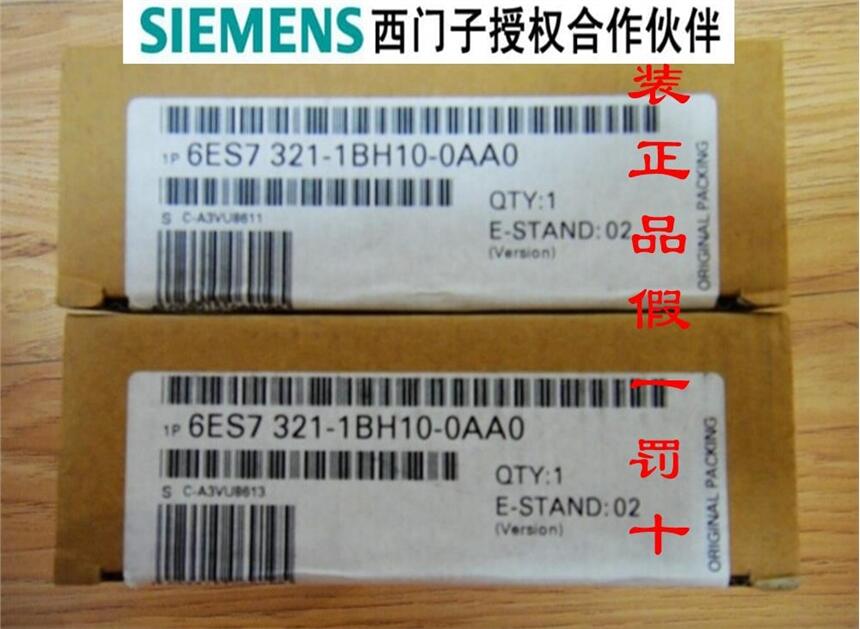 SIEMENS 西门子授权合作伙伴
装正品假一罚十
1P 6ES7 321-1BH10-0AA0
S C-A3VU8611
QTY:1
E-STAND: 02
(Version)
ORIGINAL PACKING
1P 6ES7 321-1BH10-0AA0
S C-A3VU8613
QTY:1
E-STAND: 02
(Version)
ORIGINAL PACKING